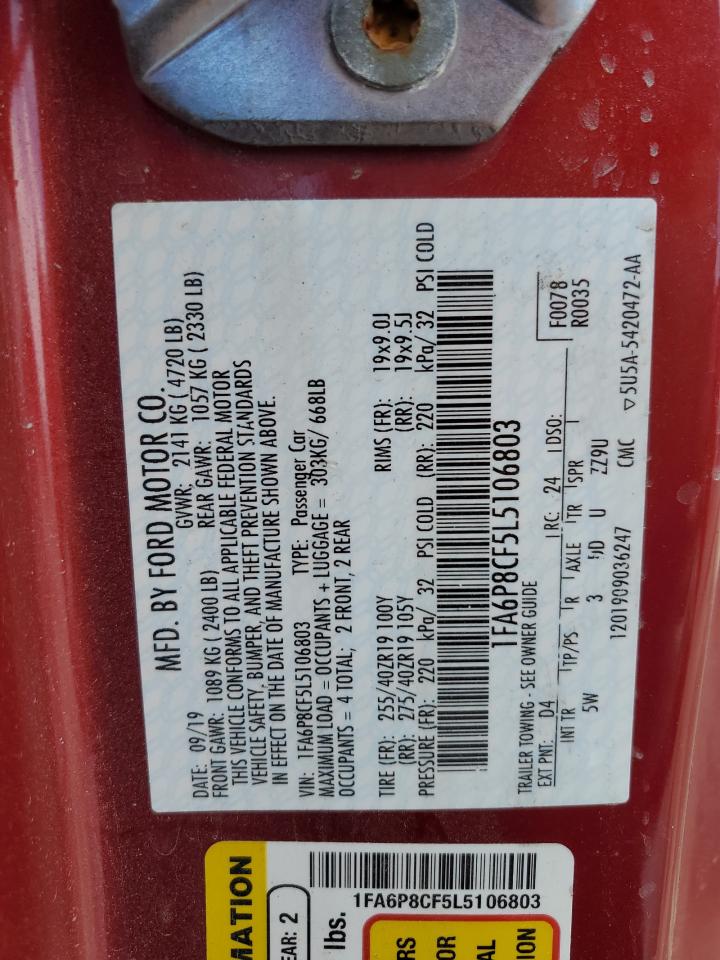 MFD. BY FORD MOTOR CO.
DATE: 09/19 GVWR: 2141 KG ( 4720 LB)
FRONT GAWR: 1089 KG ( 2400 LB) REAR GAWR: 1057 KG ( 2330 LB)
THIS VEHICLE CONFORMS TO ALL APPLICABLE FEDERAL MOTOR
VEHICLE SAFETY, BUMPER, AND THEFT PREVENTION STANDARDS
IN EFFECT ON THE DATE OF MANUFACTURE SHOWN ABOVE.
VIN: 1FA6P8CF5L5106803 TYPE: Passenger Car
MAXIMUM LOAD = OCCUPANTS + LUGGAGE = 303KG/ 668LB
OCCUPANTS = 4 TOTAL; 2 FRONT, 2 REAR
TIRE (FR): 255/40ZR19 100Y RIMS (FR): 19x9.0J
(RR): 275/40ZR19 105Y (RR): 19x9.5J
PRESSURE (FR): 220 kPa/ 32 PSI COLD (RR): 220 kPa/ 32 PSI COLD
1FA6P8CF5L5106803
TRAILER TOWING - SEE OWNER GUIDE
F0078
EXT PNT: D4 RC: 24 DSO: R0035
INT TR TP/PS R AXLE TR SPR
5W 3 U ZZ9U
1201909036247 CMC ▽5U5A-5420472-AA
MATION
EAR: 2
1FA6P8CF5L5106803
lbs.
RS
OR
AL
ION